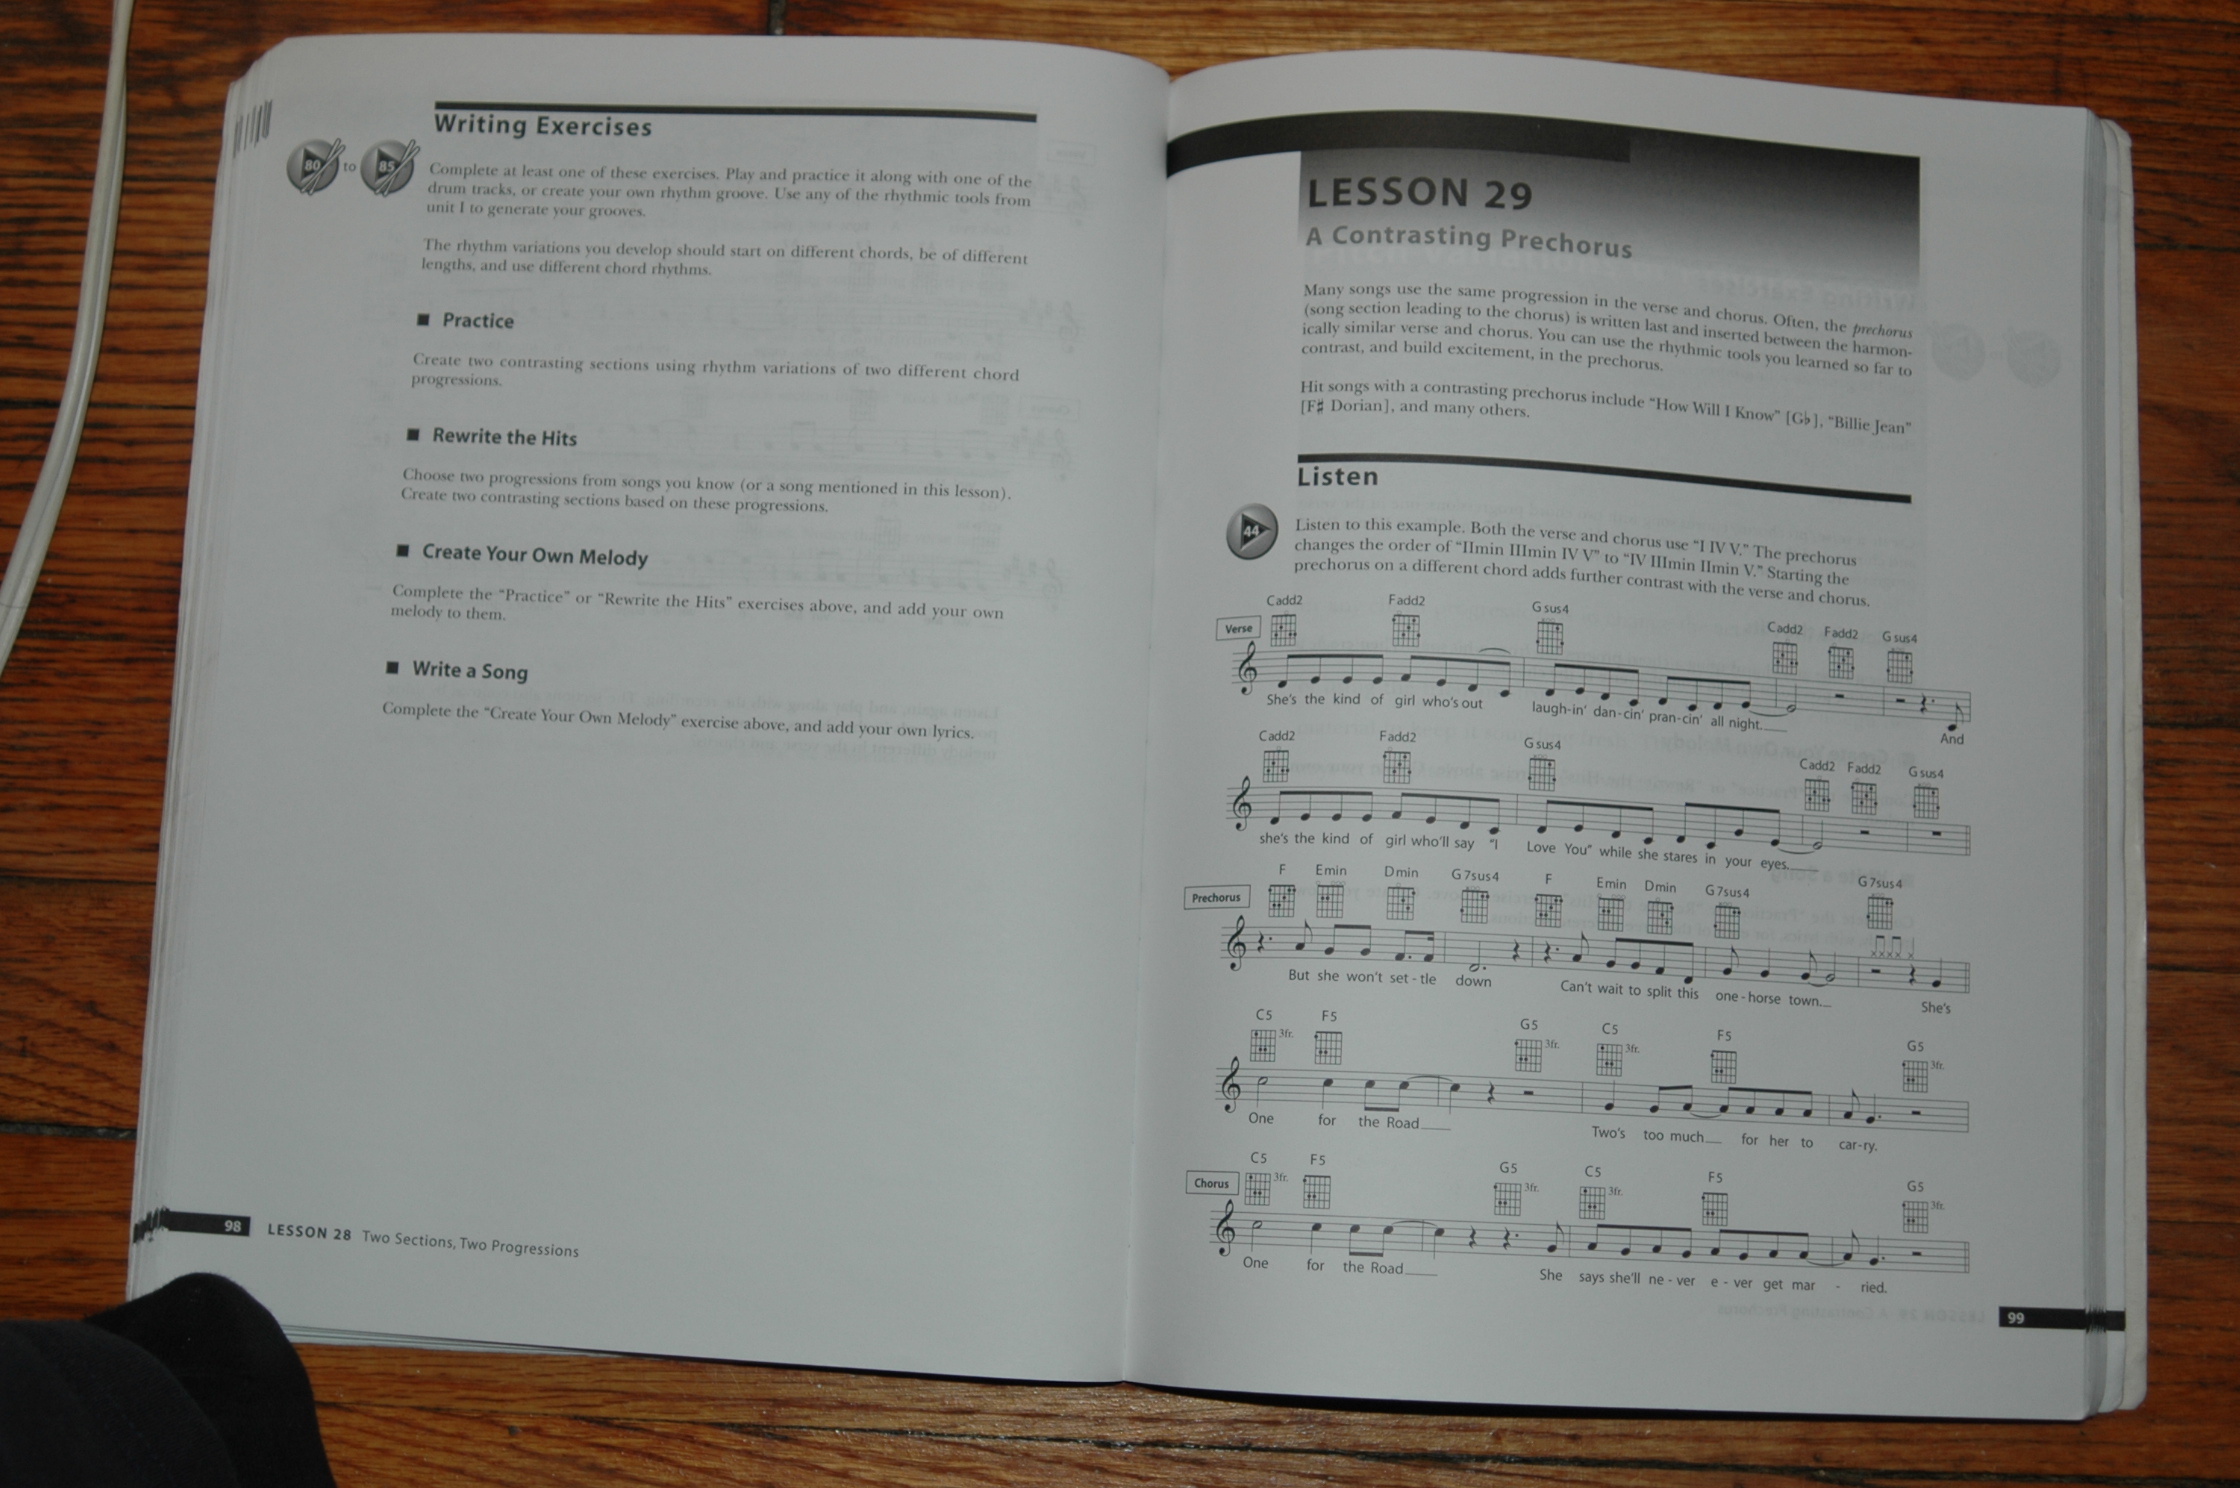 Writing Exercises
80 to 85
Complete at least one of these exercises. Play and practice it along with one of the
drum tracks, or create your own rhythm groove. Use any of the rhythmic tools from
unit I to generate your grooves.
The rhythm variations you develop should start on different chords, be of different
lengths, and use different chord rhythms.
■ Practice
Create two contrasting sections using rhythm variations of two different chord
progressions.
■ Rewrite the Hits
Choose two progressions from songs you know (or a song mentioned in this lesson).
Create two contrasting sections based on these progressions.
■ Create Your Own Melody
Complete the “Practice” or “Rewrite the Hits” exercises above, and add your own
melody to them.
■ Write a Song
Complete the “Create Your Own Melody” exercise above, and add your own lyrics.
98 LESSON 28 Two Sections, Two Progressions
LESSON 29
A Contrasting Prechorus
Many songs use the same progression in the verse and chorus. Often, the prechorus
(song section leading to the chorus) is written last and inserted between the harmon-
ically similar verse and chorus. You can use the rhythmic tools you learned so far to
contrast, and build excitement, in the prechorus.
Hit songs with a contrasting prechorus include “How Will I Know” [G♭], “Billie Jean”
[F♯ Dorian], and many others.
Listen
44
Listen to this example. Both the verse and chorus use “I IV V.” The prechorus
changes the order of “IImin IIImin IV V” to “IV IIImin IImin V.” Starting the
prechorus on a different chord adds further contrast with the verse and chorus.
Verse
Cadd2 Fadd2 Gsus4 Cadd2 Fadd2 Gsus4
She's the kind of girl who's out laugh-in' dan-cin' pran-cin' all night. And
Cadd2 Fadd2 Gsus4 Cadd2 Fadd2 Gsus4
she's the kind of girl who'll say “I Love You” while she stares in your eyes.
Prechorus
F Emin Dmin G7sus4 F Emin Dmin G7sus4 G7sus4
But she won't set - tle down Can't wait to split this one - horse town. She's
C5 3fr. F5 G5 3fr. C5 3fr. F5 G5 3fr.
One for the Road Two's too much for her to car-ry.
Chorus
C5 3fr. F5 G5 3fr. C5 3fr. F5 G5 3fr.
One for the Road She says she'll ne - ver e - ver get mar - ried.
99